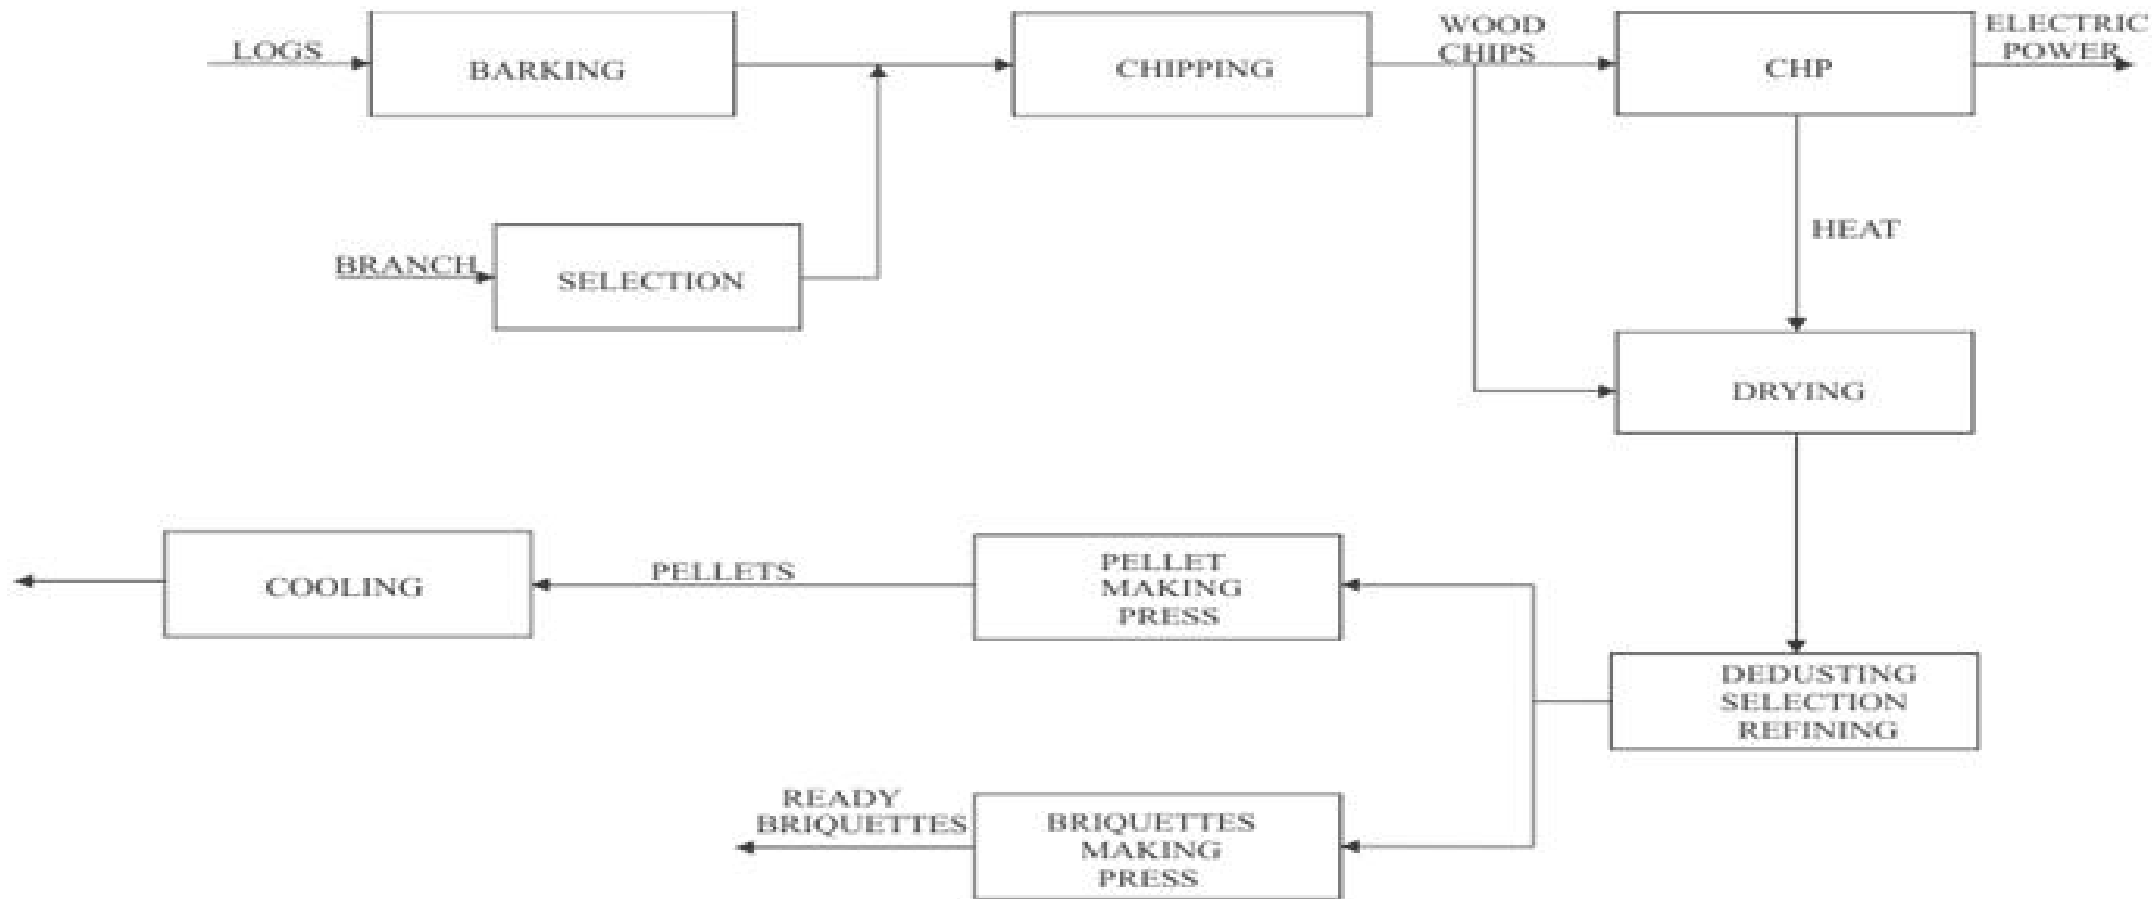 LOGS
BARKING
CHIPPING
WOOD
CHIPS
CHP
ELECTRIC
POWER
BRANCH
SELECTION
HEAT
DRYING
COOLING
PELLETS
PELLET
MAKING
PRESS
DEDUSTING
SELECTION
REFINING
READY
BRIQUETTES
BRIQUETTES
MAKING
PRESS